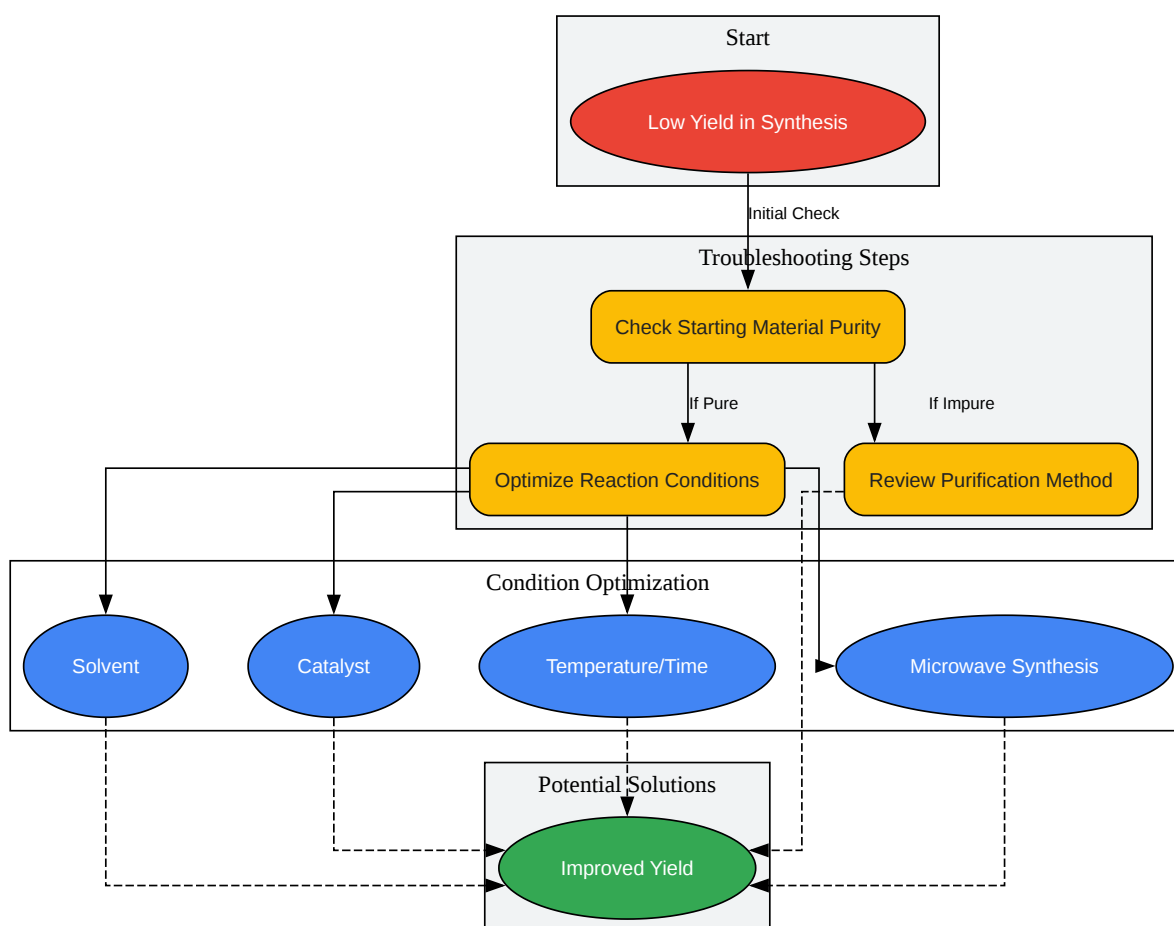 Start
Low Yield in Synthesis
Initial Check
Troubleshooting Steps
Check Starting Material Purity
If Pure
If Impure
Optimize Reaction Conditions
Review Purification Method
Condition Optimization
Solvent
Catalyst
Temperature/Time
Microwave Synthesis
Potential Solutions
Improved Yield